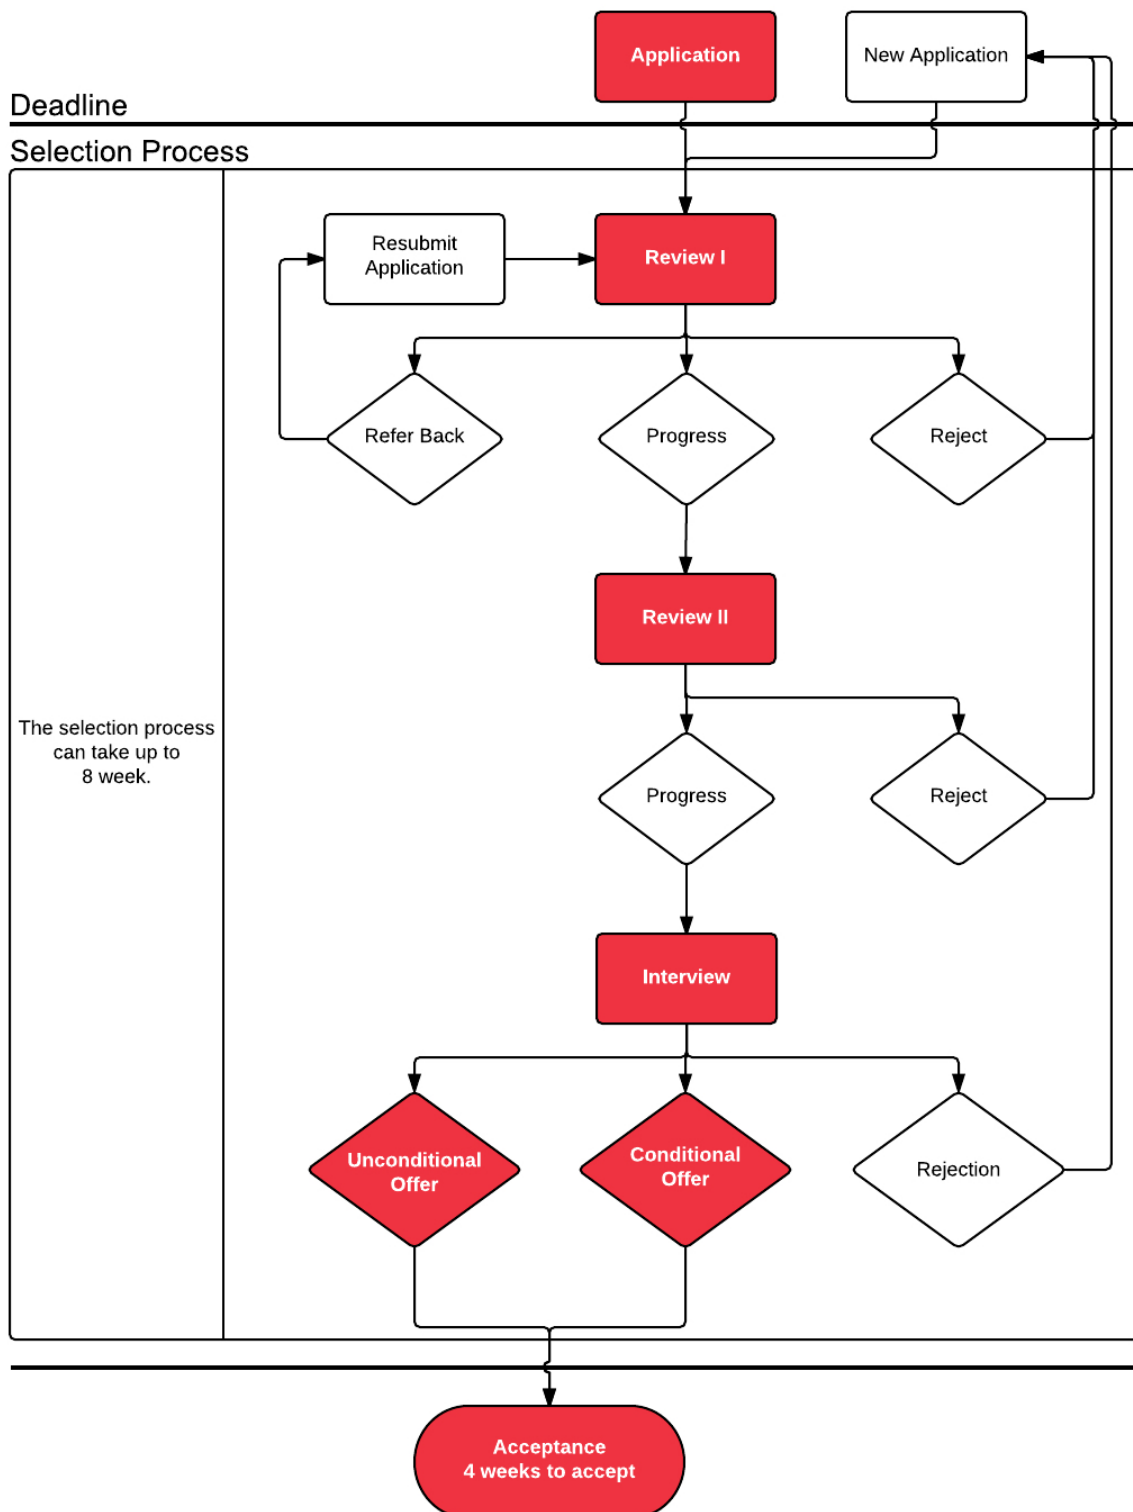 Application
New Application
Deadline
Selection Process
Resubmit
Application
Review I
Refer Back
Progress
Reject
Review II
The selection process
can take up to
8 week.
Progress
Reject
Interview
Unconditional
Offer
Conditional
Offer
Rejection
Acceptance
4 weeks to accept